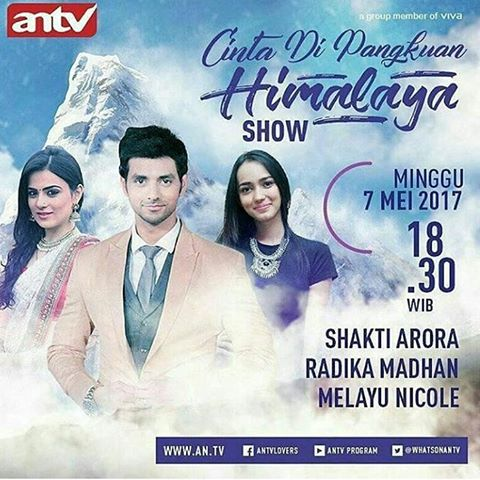 antv
a group member of VIVA
Cinta Di Pangkuan
Himalaya
SHOW
MINGGU
7 MEI 2017
18
.30
WIB
SHAKTI ARORA
RADIKA MADHAN
MELAYU NICOLE
WWW.AN.TV ANTVLOVERS ANTV PROGRAM @WHATSONANTV